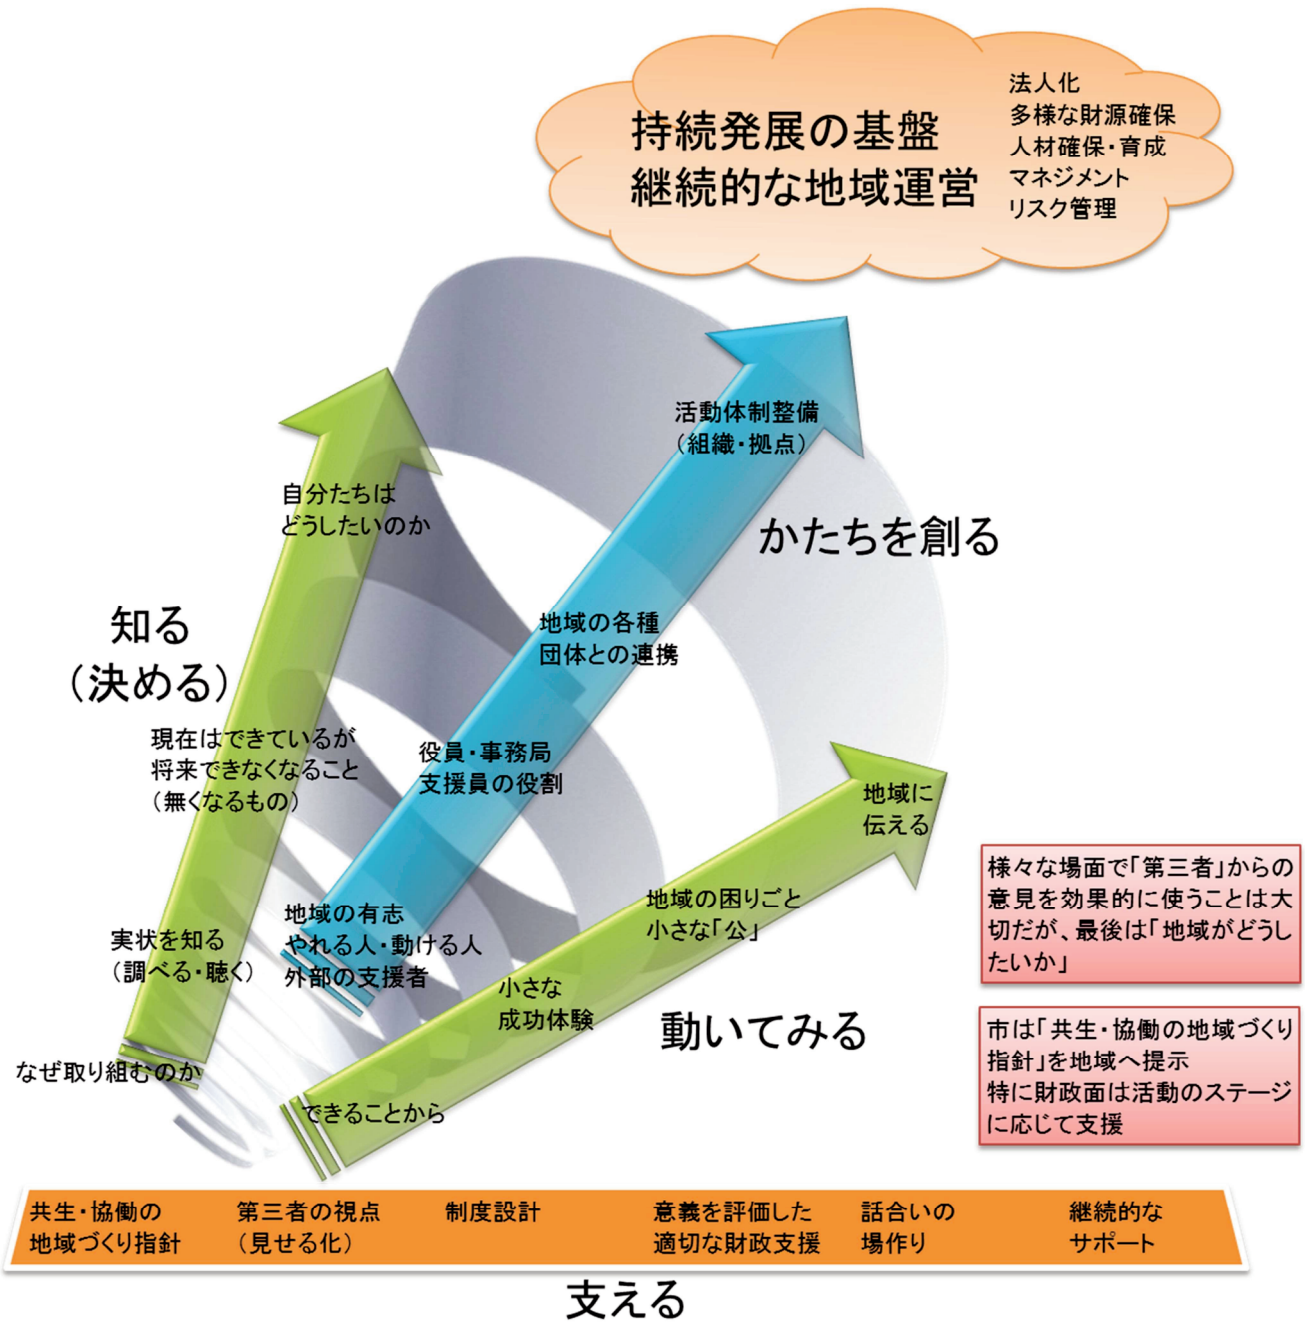 持続発展の基盤
継続的な地域運営
法人化
多様な財源確保
人材確保・育成
マネジメント
リスク管理
活動体制整備
（組織・拠点）
自分たちは
どうしたいのか
かたちを創る
知る
（決める）
地域の各種
団体との連携
現在はできているが
将来できなくなること
（無くなるもの）
役員・事務局
支援員の役割
地域に
伝える
様々な場面で「第三者」からの
意見を効果的に使うことは大
切だが、最後は「地域がどうし
たいか」
地域の困りごと
小さな「公」
実状を知る
（調べる・聴く）
地域の有志
やれる人・動ける人
外部の支援者
小さな
成功体験
動いてみる
市は「共生・協働の地域づくり
指針」を地域へ提示
特に財政面は活動のステージ
に応じて支援
なぜ取り組むのか
できることから
共生・協働の
地域づくり指針
第三者の視点
（見せる化）
制度設計
意義を評価した
適切な財政支援
話合いの
場作り
継続的な
サポート
支える